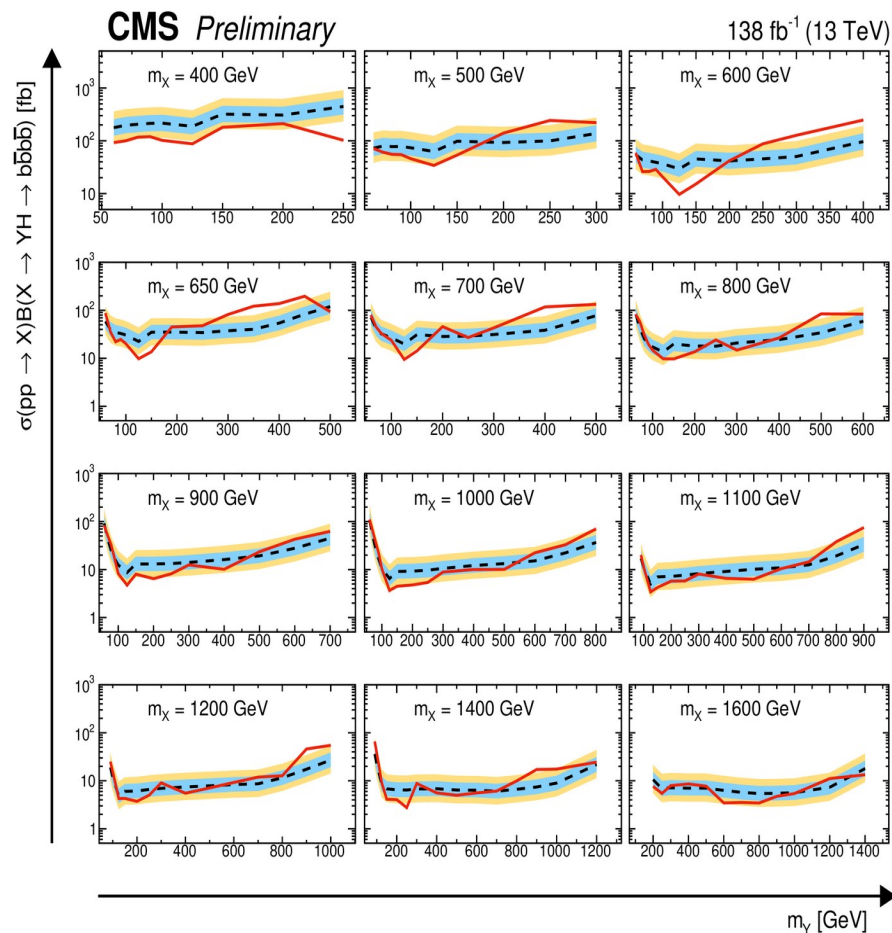 CMS Preliminary 138 fb⁻¹ (13 TeV)
σ(pp → X)B(X → YH → bb̄bb̄) [fb]
m_X = 400 GeV m_X = 500 GeV m_X = 600 GeV
10³
10²
10
50 100 150 200 250 100 150 200 250 300 100 150 200 250 300 350 400
m_X = 650 GeV m_X = 700 GeV m_X = 800 GeV
10³
10²
10
1
100 200 300 400 500 100 200 300 400 500 100 200 300 400 500 600
m_X = 900 GeV m_X = 1000 GeV m_X = 1100 GeV
10³
10²
10
1
100 200 300 400 500 600 700 100 200 300 400 500 600 700 800 100 200 300 400 500 600 700 800 900
m_X = 1200 GeV m_X = 1400 GeV m_X = 1600 GeV
10³
10²
10
1
200 400 600 800 1000 200 400 600 800 1000 1200 200 400 600 800 1000 1200 1400
m_Y [GeV]